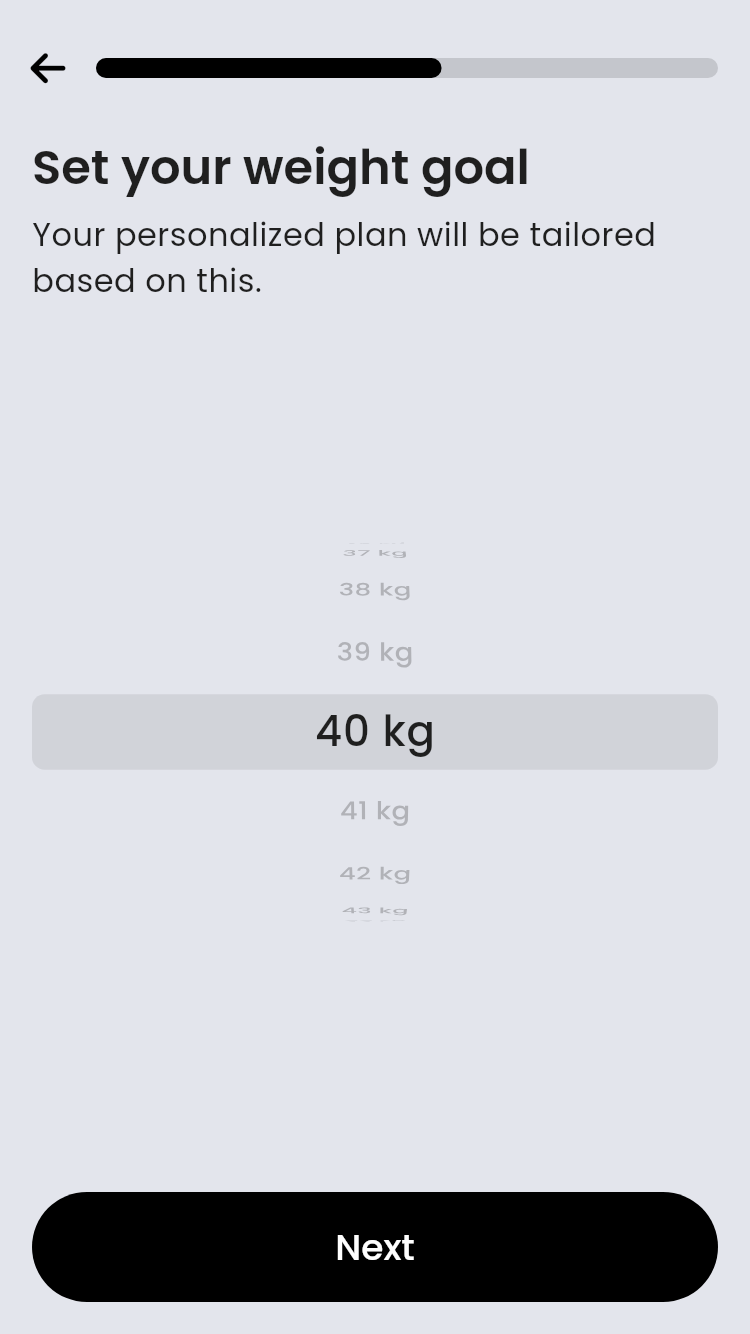 Set your weight goal
Your personalized plan will be tailored
based on this.
37 kg
38 kg
39 kg
40 kg
41 kg
42 kg
43 kg
Next